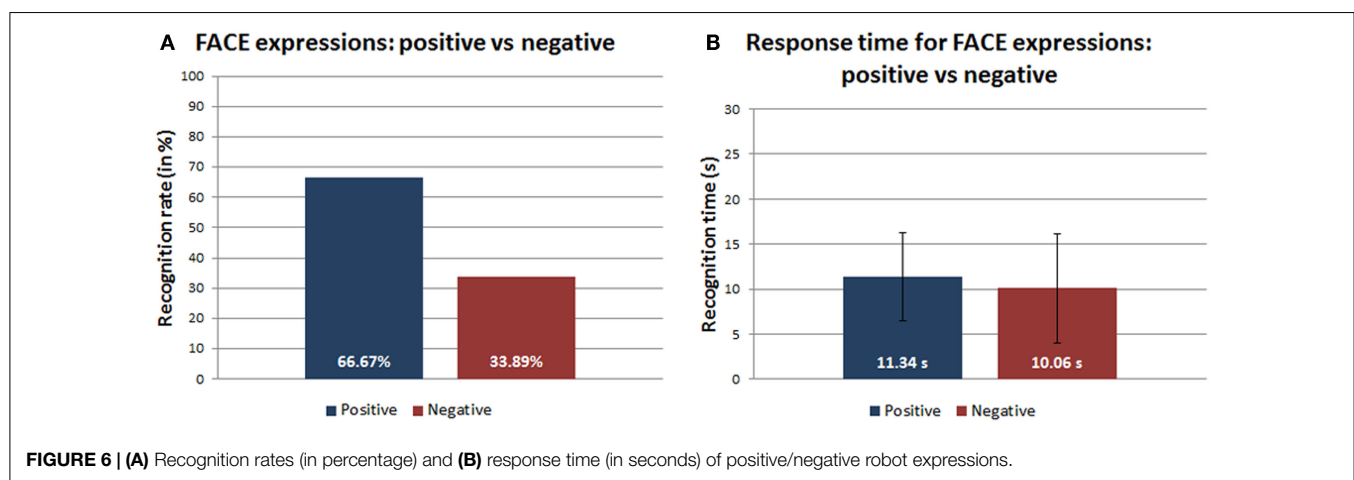 A FACE expressions: positive vs negative
100
90
80
70
60
50
40
30
20
10
0
Recognition rate (in %)
66.67%
33.89%
Positive Negative
B Response time for FACE expressions:
positive vs negative
30
25
20
15
10
5
0
Recognition time (s)
11.34 s
10.06 s
Positive Negative
FIGURE 6 | (A) Recognition rates (in percentage) and (B) response time (in seconds) of positive/negative robot expressions.